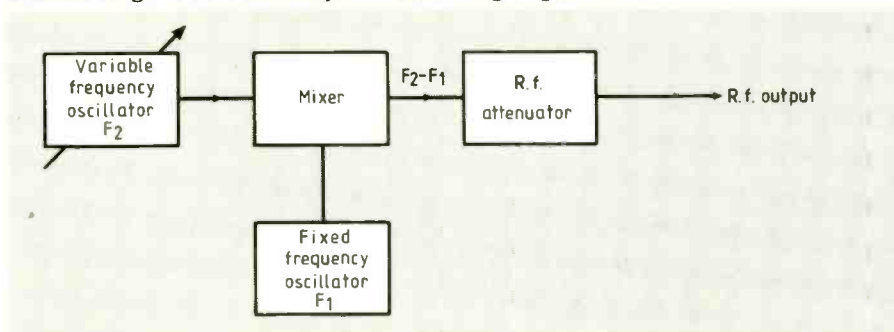 Variable
frequency
oscillator
F2
Mixer
F2-F1
R.f.
attenuator
R.f. output
Fixed
frequency
oscillator
F1